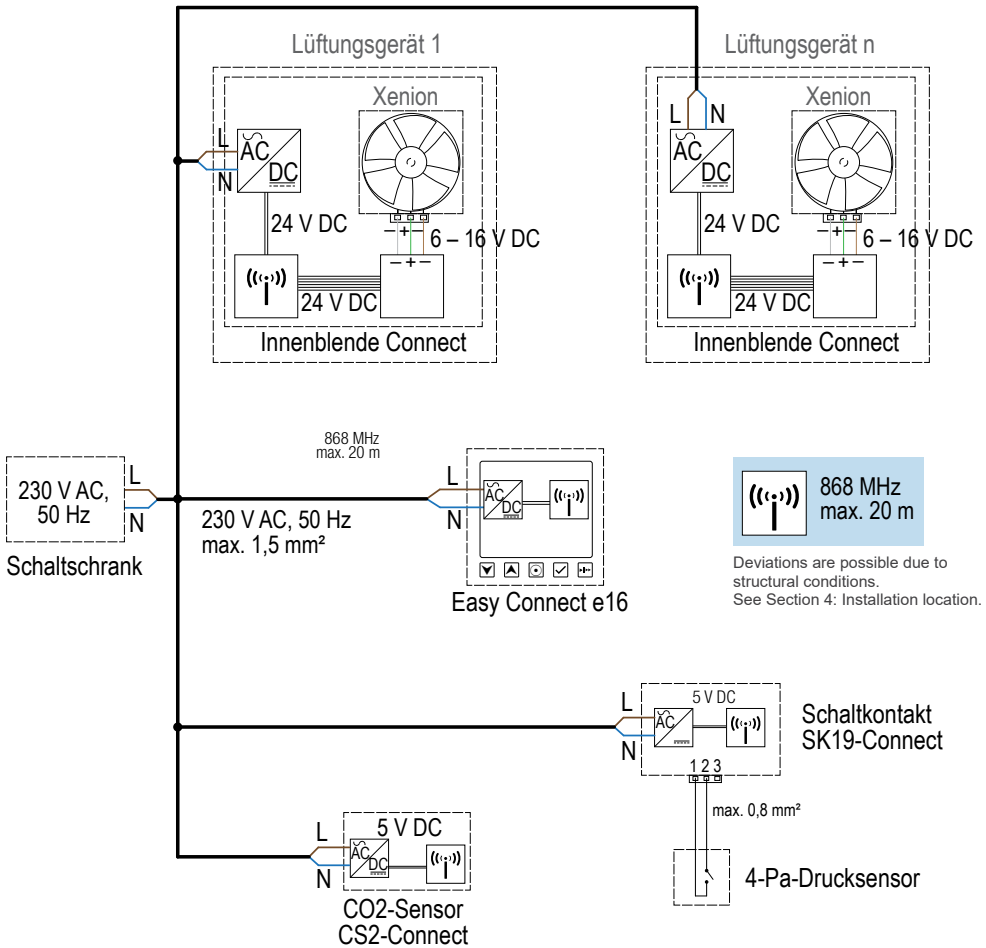 Lüftungsgerät 1
Xenion
L
N
AC
DC
24 V DC
– + –
6 – 16 V DC
– + –
24 V DC
Innenblende Connect
Lüftungsgerät n
Xenion
L
N
AC
DC
24 V DC
– + –
6 – 16 V DC
– + –
24 V DC
Innenblende Connect
230 V AC,
50 Hz
L
N
Schaltschrank
868 MHz
max. 20 m
230 V AC, 50 Hz
max. 1,5 mm²
L
N
AC
DC
Easy Connect e16
868 MHz
max. 20 m
Deviations are possible due to
structural conditions.
See Section 4: Installation location.
L
N
5 V DC
AC
1 2 3
Schaltkontakt
SK19-Connect
max. 0,8 mm²
4-Pa-Drucksensor
L
N
5 V DC
AC
DC
CO2-Sensor
CS2-Connect